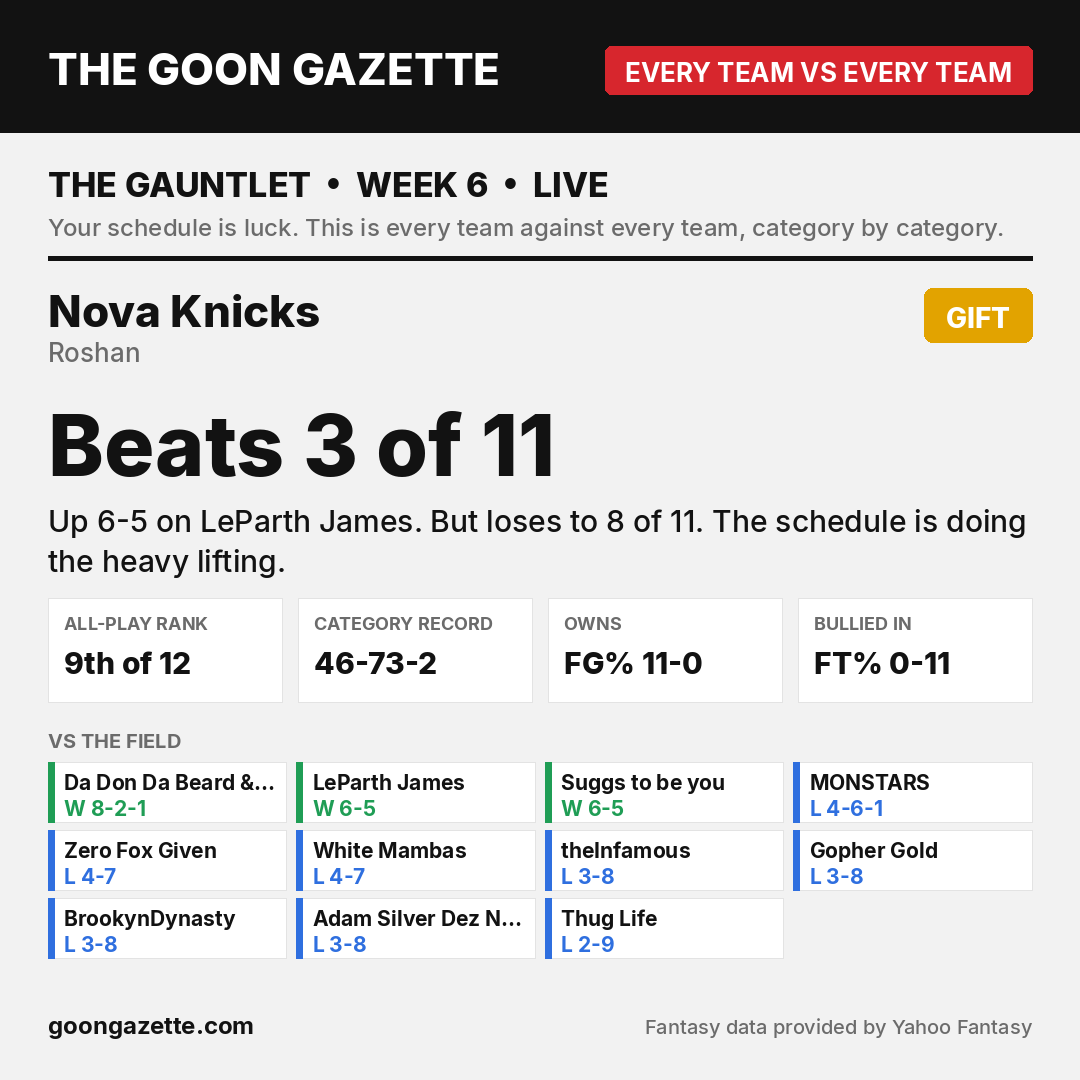 THE GOON GAZETTE
EVERY TEAM VS EVERY TEAM
THE GAUNTLET • WEEK 6 • LIVE
Your schedule is luck. This is every team against every team, category by category.
Nova Knicks
GIFT
Roshan
Beats 3 of 11
Up 6-5 on LeParth James. But loses to 8 of 11. The schedule is doing
the heavy lifting.
ALL-PLAY RANK
9th of 12
CATEGORY RECORD
46-73-2
OWNS
FG% 11-0
BULLIED IN
FT% 0-11
VS THE FIELD
Da Don Da Beard &...
W 8-2-1
LeParth James
W 6-5
Suggs to be you
W 6-5
MONSTARS
L 4-6-1
Zero Fox Given
L 4-7
White Mambas
L 4-7
theInfamous
L 3-8
Gopher Gold
L 3-8
BrookynDynasty
L 3-8
Adam Silver Dez N...
L 3-8
Thug Life
L 2-9
goongazette.com
Fantasy data provided by Yahoo Fantasy